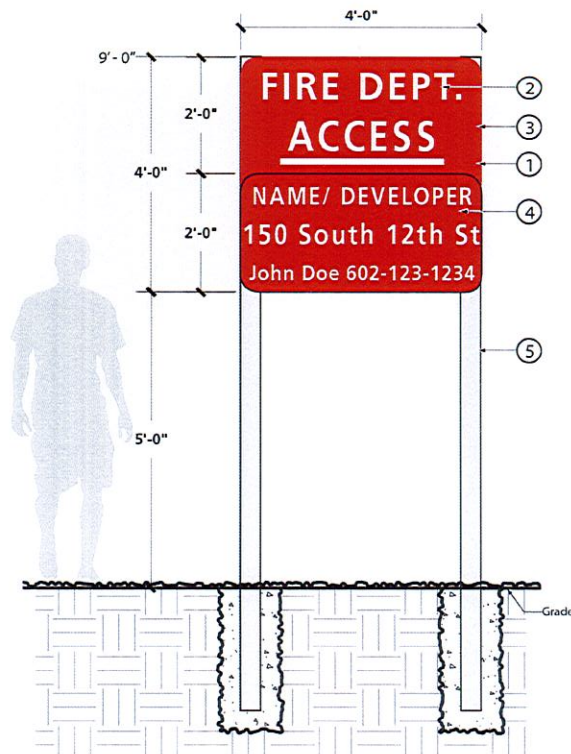 4'-0"
9'-0"
FIRE DEPT.
2
2'-0"
ACCESS
3
1
4'-0"
NAME/ DEVELOPER
4
2'-0"
150 South 12th St
John Doe 602-123-1234
5
5'-0"
Grade